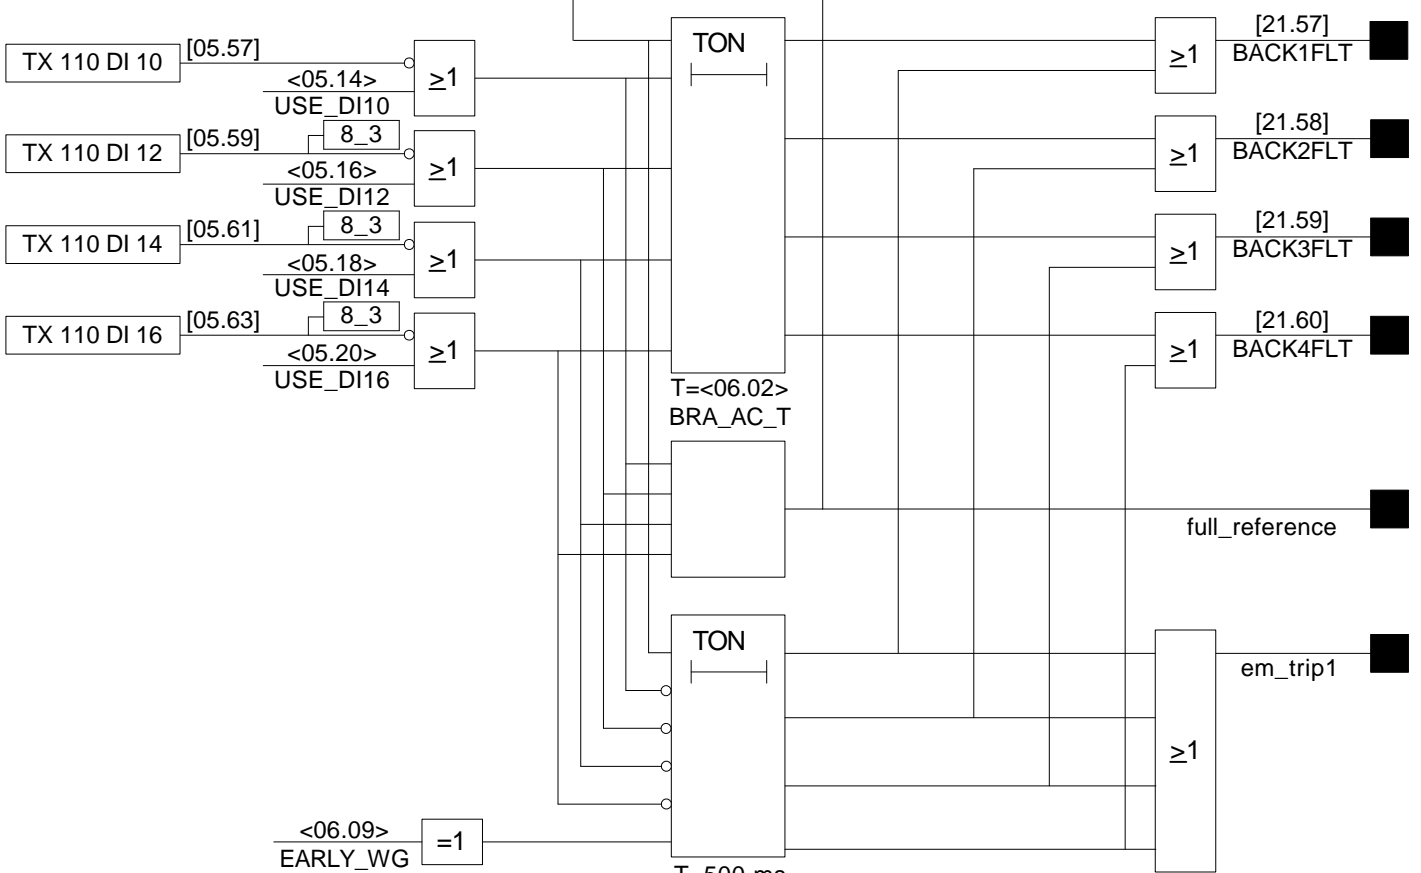 TX 110 DI 10
[05.57]
<05.14>
USE_DI10
≥1
TX 110 DI 12
[05.59]
8_3
<05.16>
USE_DI12
≥1
TX 110 DI 14
[05.61]
8_3
<05.18>
USE_DI14
≥1
TX 110 DI 16
[05.63]
8_3
<05.20>
USE_DI16
≥1
TON
T=<06.02>
BRA_AC_T
≥1
[21.57]
BACK1FLT
≥1
[21.58]
BACK2FLT
≥1
[21.59]
BACK3FLT
≥1
[21.60]
BACK4FLT
full_reference
TON
<06.09>
EARLY_WG
=1
T=500 ms
≥1
em_trip1